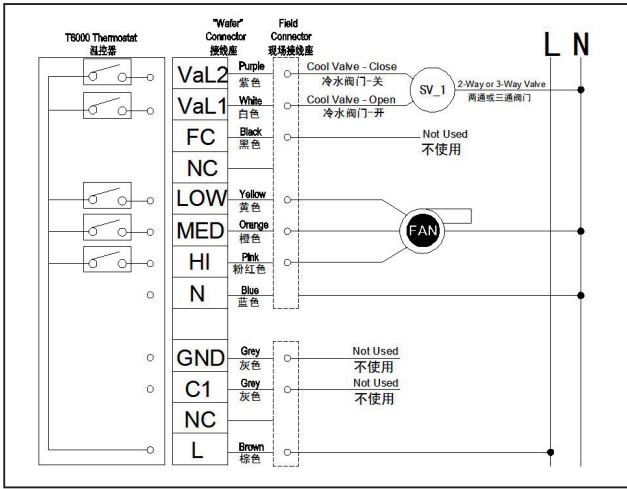 "Wafer"
Connector
接线座
Field
Connector
现场接线座
T6000 Thermostat
温控器
L N
VaL2
Purple
紫色
Cool Valve - Close
冷水阀门-关
SV_1
2-Way or 3-Way Valve
两通或三通阀门
VaL1
White
白色
Cool Valve - Open
冷水阀门-开
FC
Black
黑色
Not Used
不使用
NC
LOW
Yellow
黄色
MED
Orange
橙色
FAN
HI
Pink
粉红色
N
Blue
蓝色
GND
Grey
灰色
Not Used
不使用
C1
Grey
灰色
Not Used
不使用
NC
L
Brown
棕色